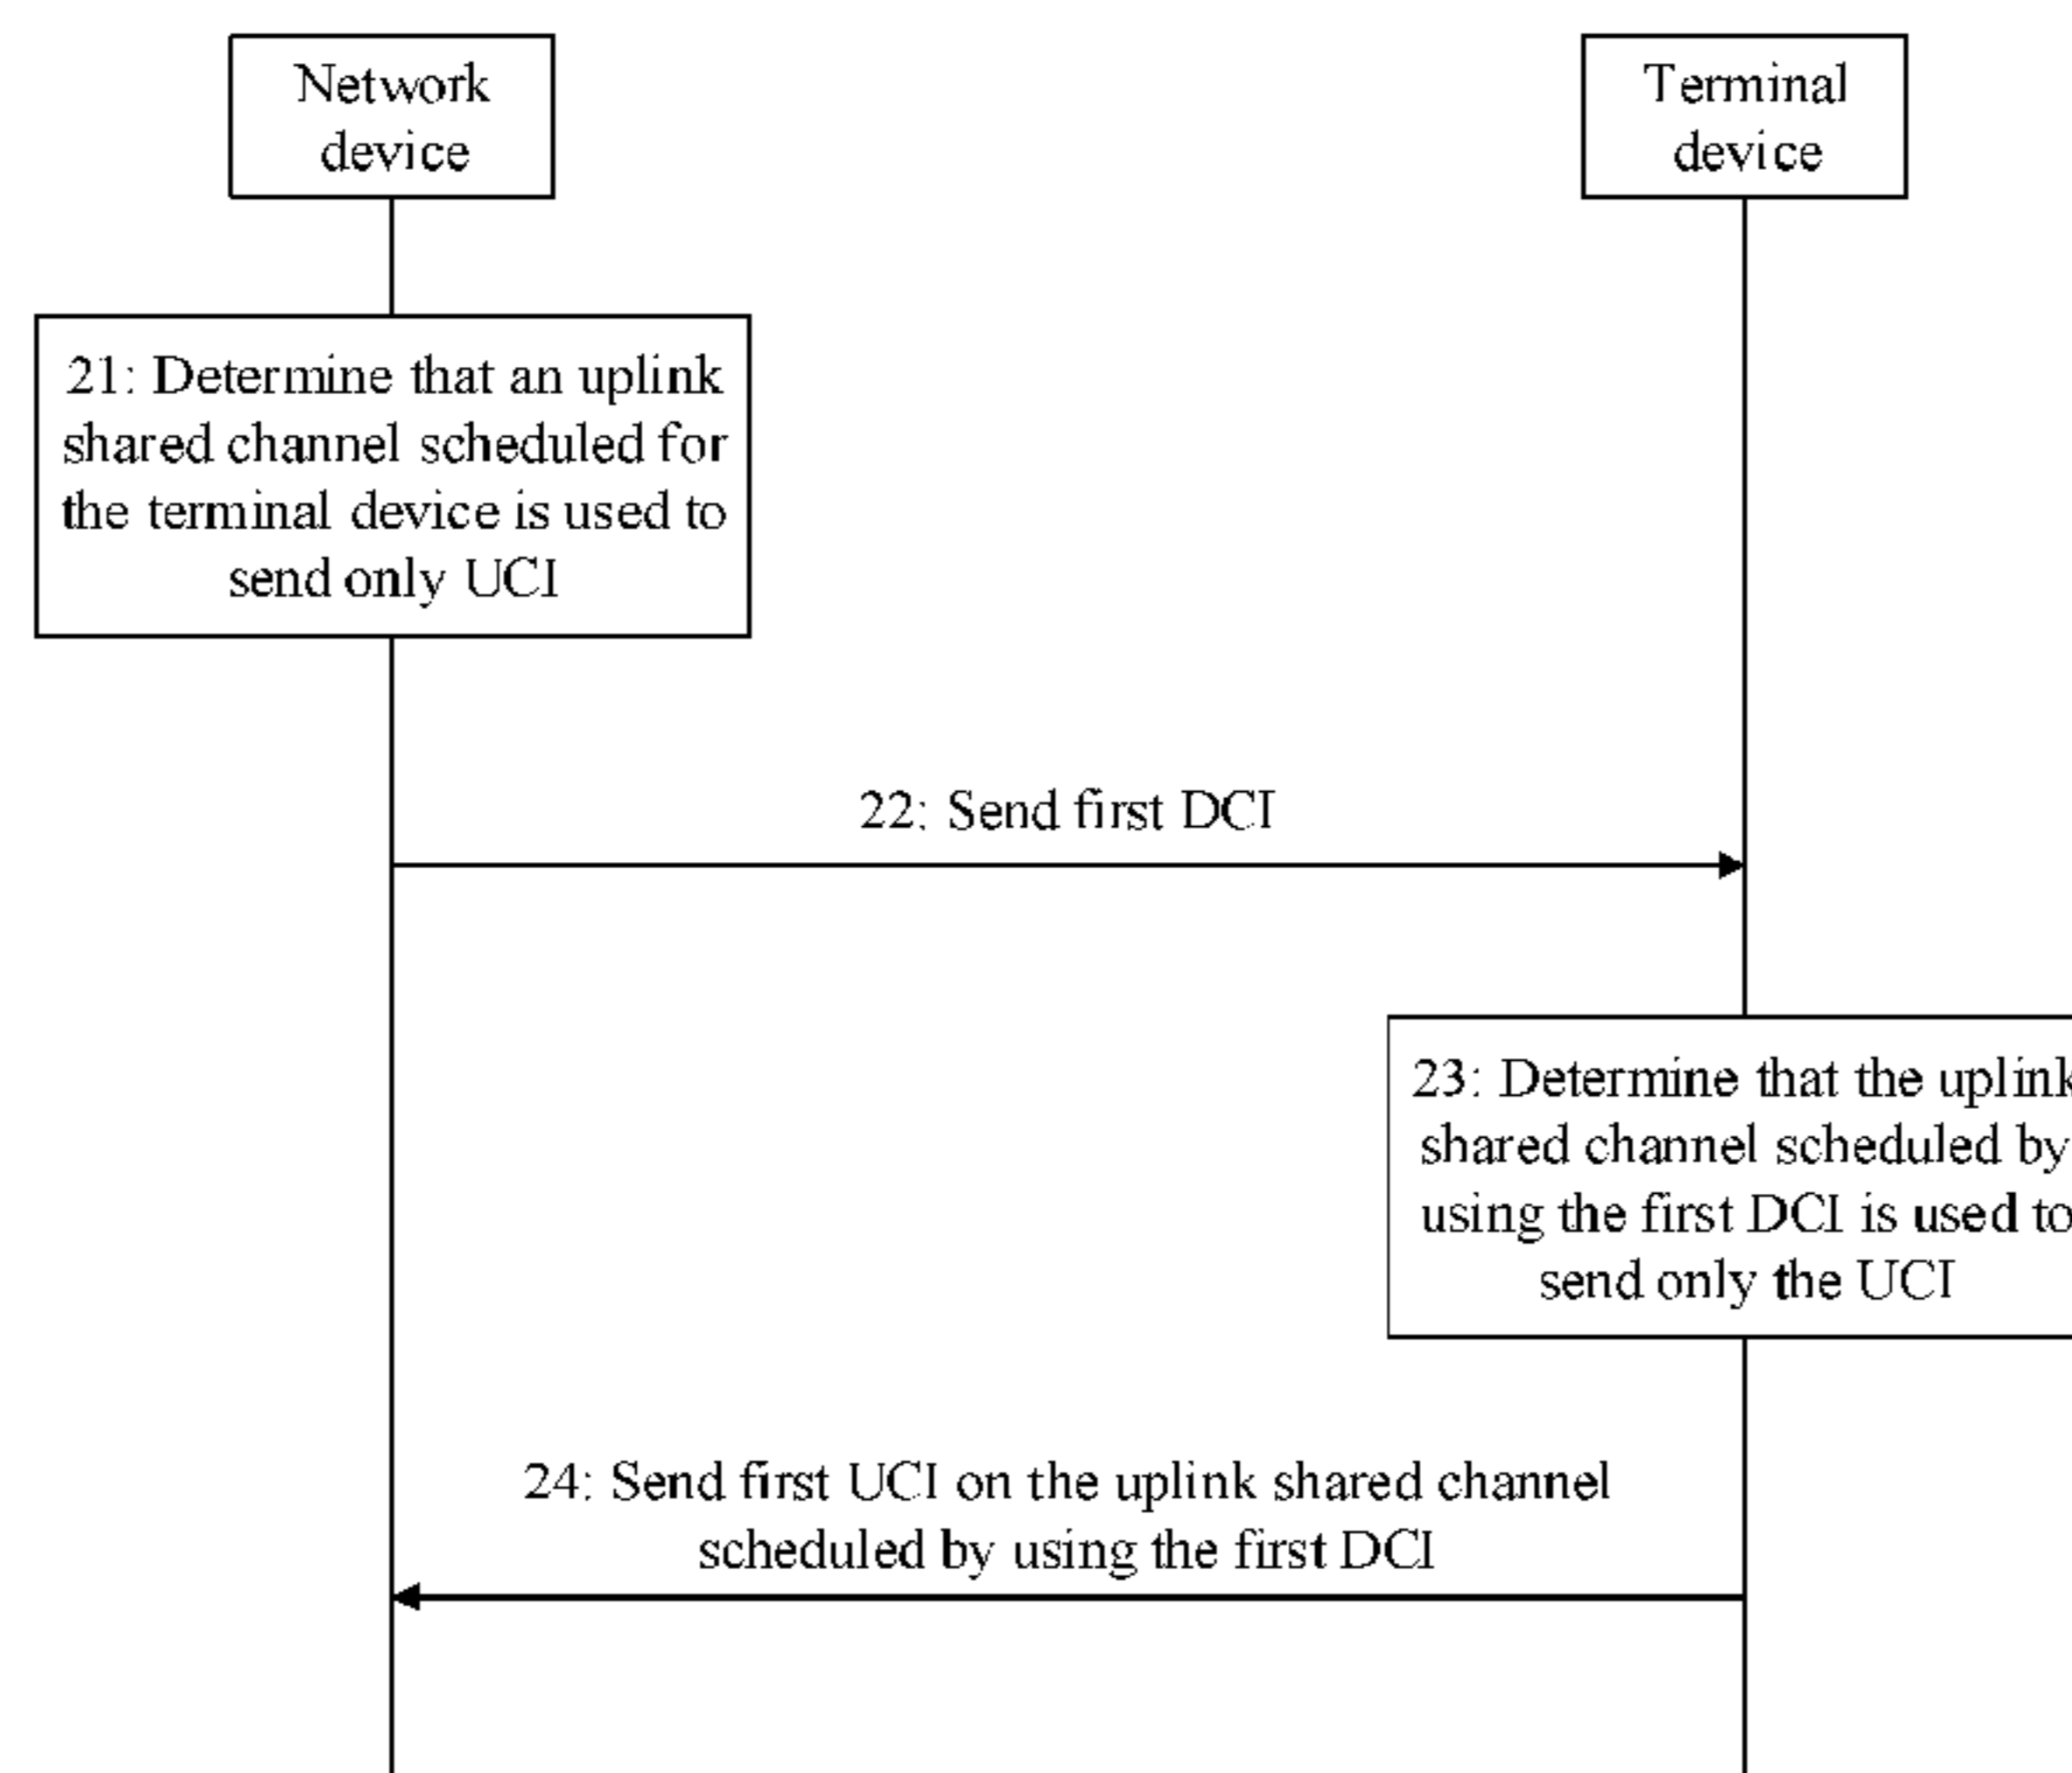 Network
device
Terminal
device
21: Determine that an uplink
shared channel scheduled for
the terminal device is used to
send only UCI
22: Send first DCI
23: Determine that the uplink
shared channel scheduled by
using the first DCI is used to
send only the UCI
24: Send first UCI on the uplink shared channel
scheduled by using the first DCI